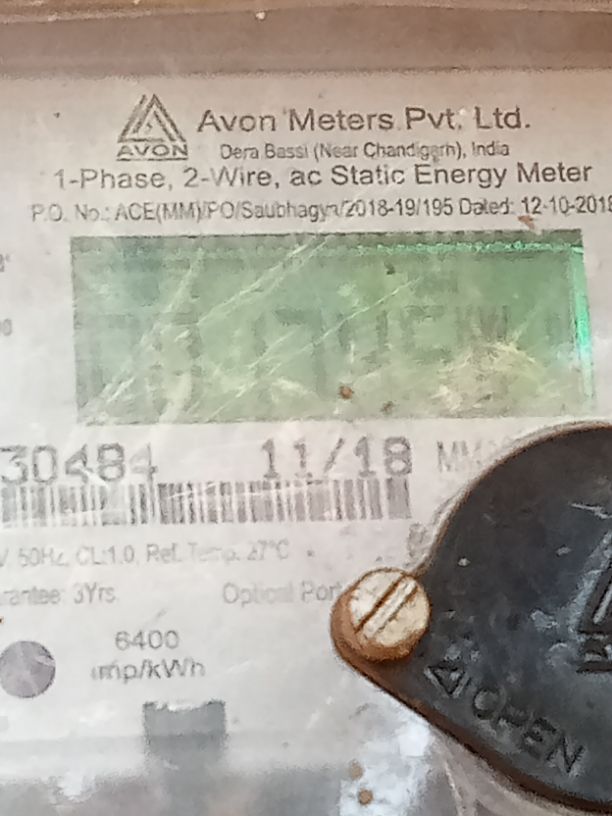 AVON
Avon Meters Pvt. Ltd.
Dera Bassi (Near Chandigarh), India
1-Phase, 2-Wire, ac Static Energy Meter
P.O. No.: ACE(MM)/PO/Saubhagya/2018-19/195 Dated: 12-10-2018
30484 11/18
50Hz, CL:1.0, Ref. Temp. 27°C
3Yrs. Optical Port
6400
imp/kWh
OPEN